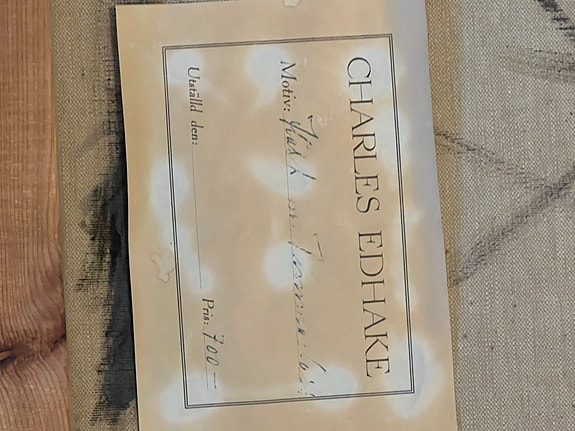 CHARLES EDHAKE
Motiv:
Utställd den: Pris: 700 –